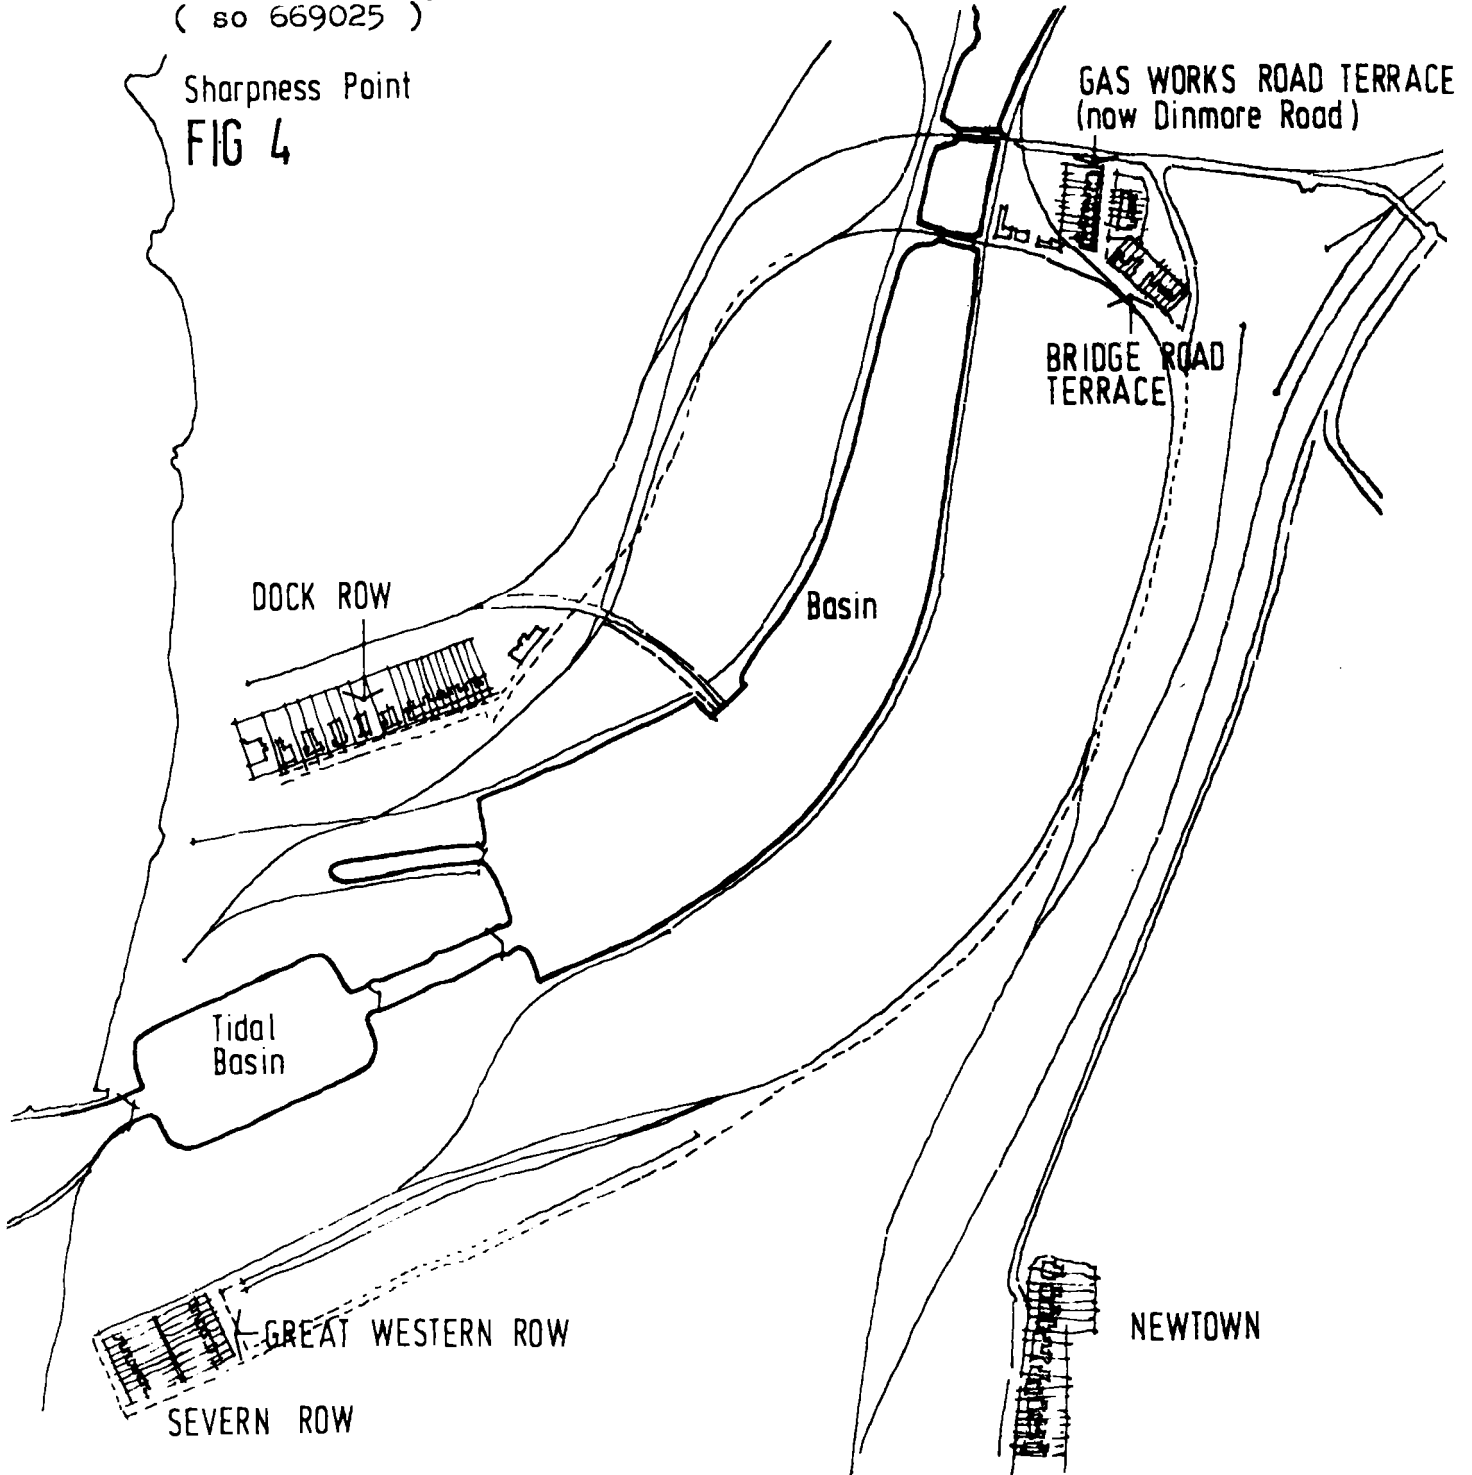 ( so 669025 )
Sharpness Point
FIG 4
GAS WORKS ROAD TERRACE
(now Dinmore Road)
BRIDGE ROAD
TERRACE
DOCK ROW
Basin
Tidal
Basin
GREAT WESTERN ROW
NEWTOWN
SEVERN ROW